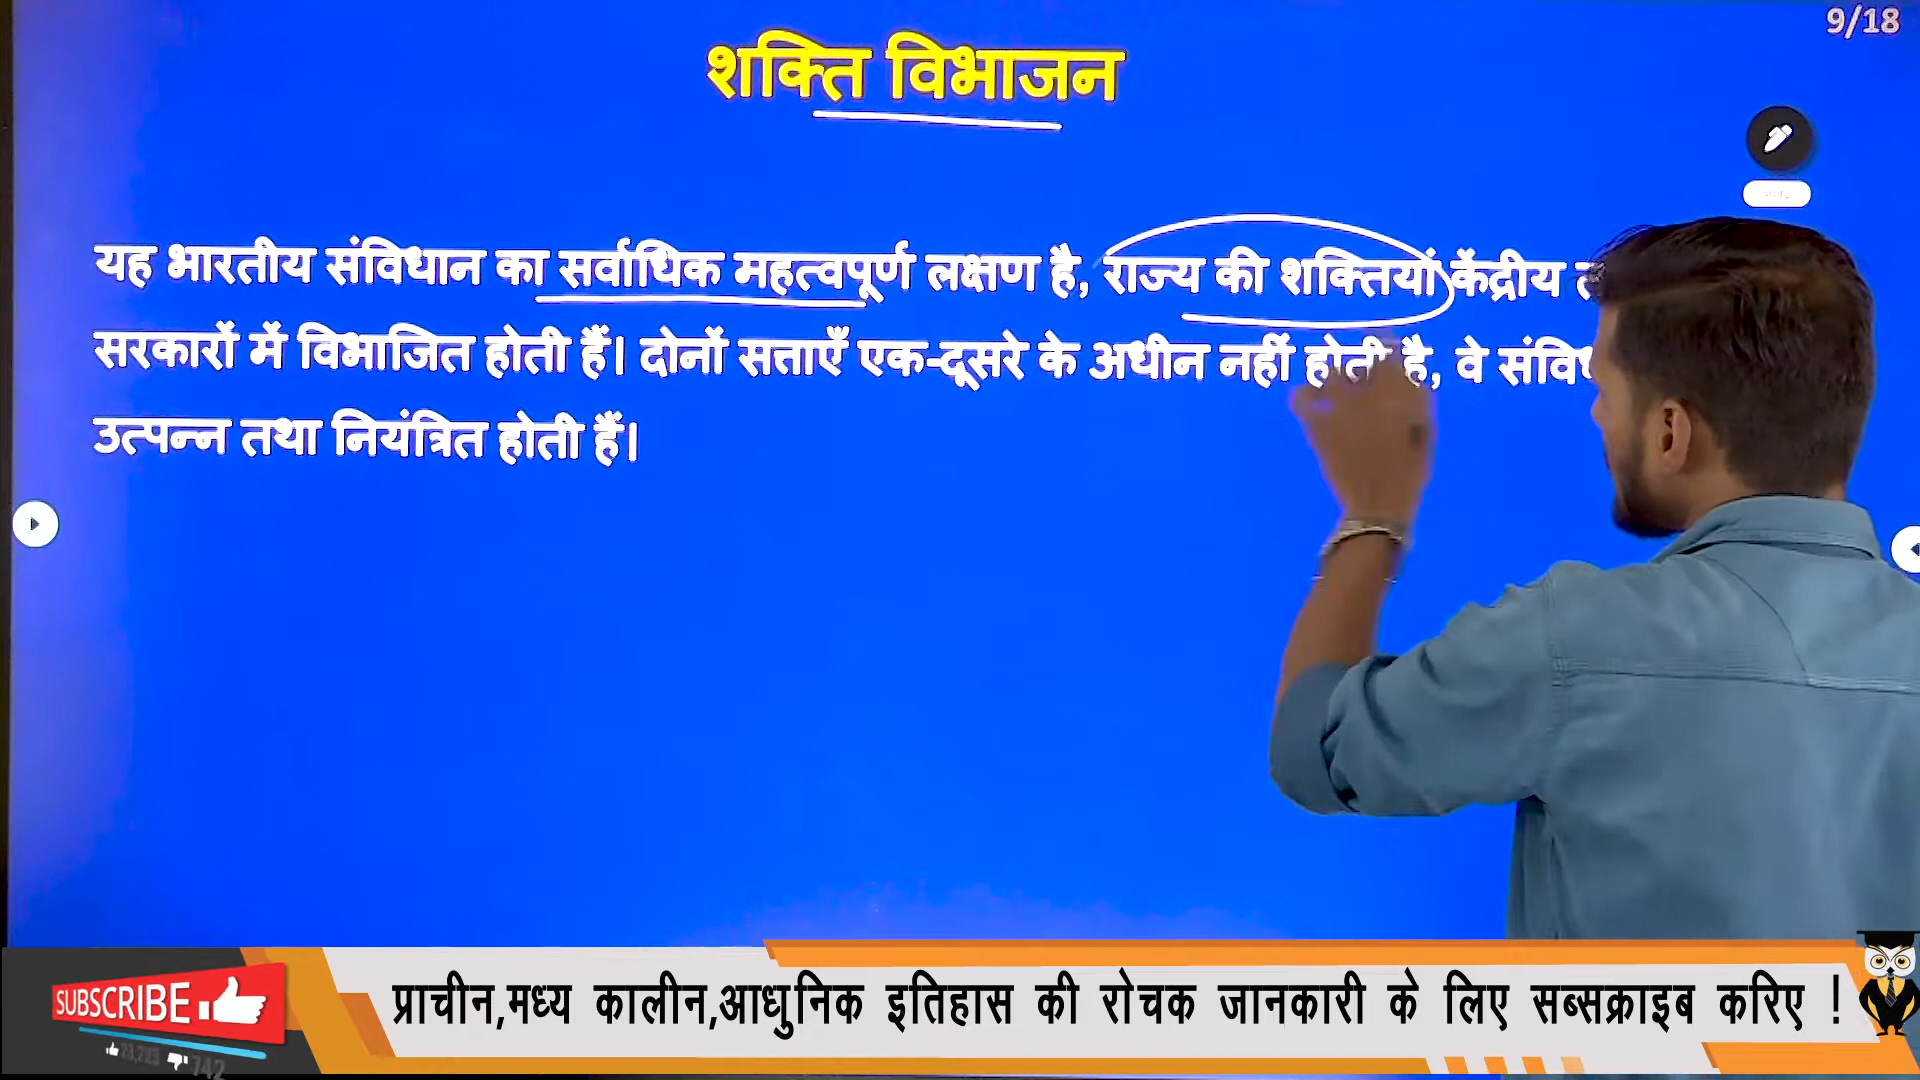 9/18
शक्ति विभाजन
यह भारतीय संविधान का सर्वाधिक महत्वपूर्ण लक्षण है, राज्य की शक्तियां केंद्रीय
सरकारों में विभाजित होती हैं। दोनों सत्ताएँ एक-दूसरे के अधीन नहीं होती है, वे
उत्पन्न तथा नियंत्रित होती हैं।
SUBSCRIBE
प्राचीन,मध्य कालीन,आधुनिक इतिहास की रोचक जानकारी के लिए सब्सक्राइब करिए !
742